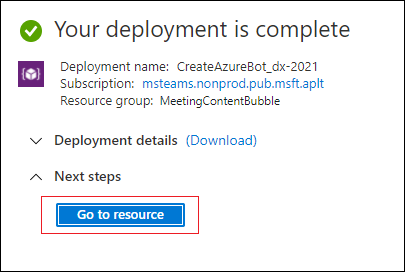 Your deployment is complete
Deployment name: CreateAzureBot_dx-2021
Subscription: msteams.nonprod.pub.msft.aplt
Resource group: MeetingContentBubble
Deployment details (Download)
Next steps
Go to resource